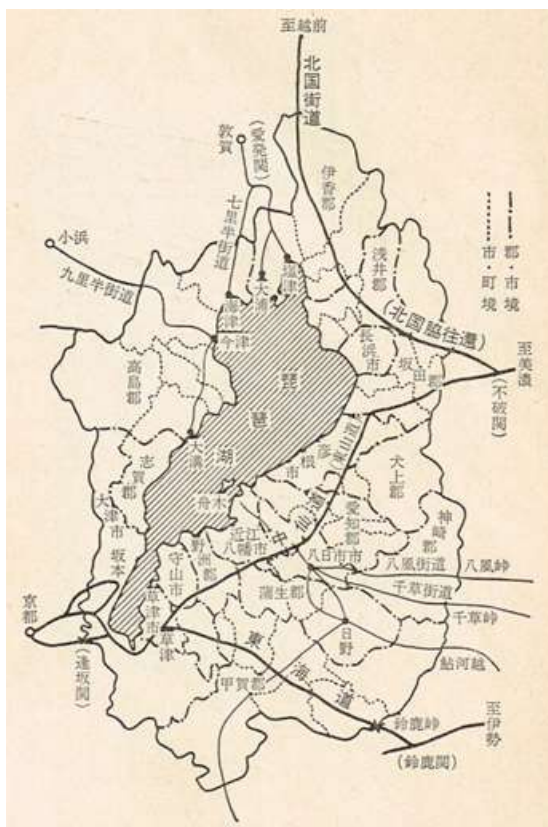 至越前
北国街道
敦賀
(愛発関)
伊香郡
七里半街道
小浜
九里半街道
塩津
大浦
海津
今津
浅井郡
(北国脇往還)
郡・市境
市・町境
長浜市
坂田郡
至美濃
(不破関)
高島郡
琵琶湖
大溝
志賀郡
彦根市
(東山道)
犬上郡
舟木
中仙道
愛知郡
神崎郡
大津市
坂本
近江八幡市
野洲郡
守山市
八日市市
八風街道
八風峠
千草街道
千草峠
蒲生郡
京都
草津市
草津
日野
鮎河越
(逢坂関)
東海道
甲賀郡
鈴鹿峠
至伊勢
(鈴鹿関)